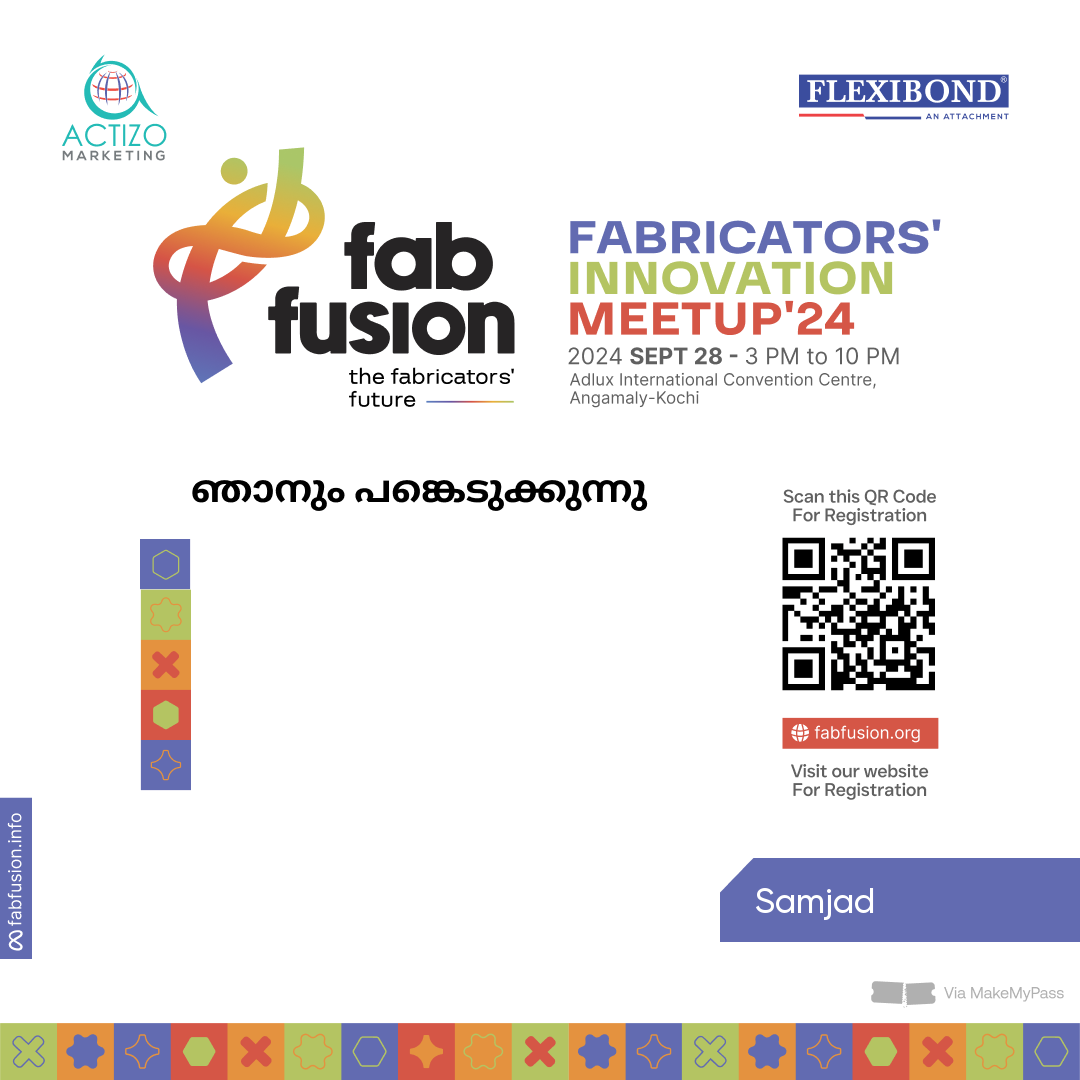 ACTIZO
MARKETING
FLEXIBOND®
AN ATTACHMENT
fab
fusion
the fabricators'
future
FABRICATORS'
INNOVATION
MEETUP'24
2024 SEPT 28 - 3 PM to 10 PM
Adlux International Convention Centre,
Angamaly-Kochi
ഞാനും പങ്കെടുക്കുന്നു
Scan this QR Code
For Registration
fabfusion.org
Visit our website
For Registration
fabfusion.info
Samjad
Via MakeMyPass